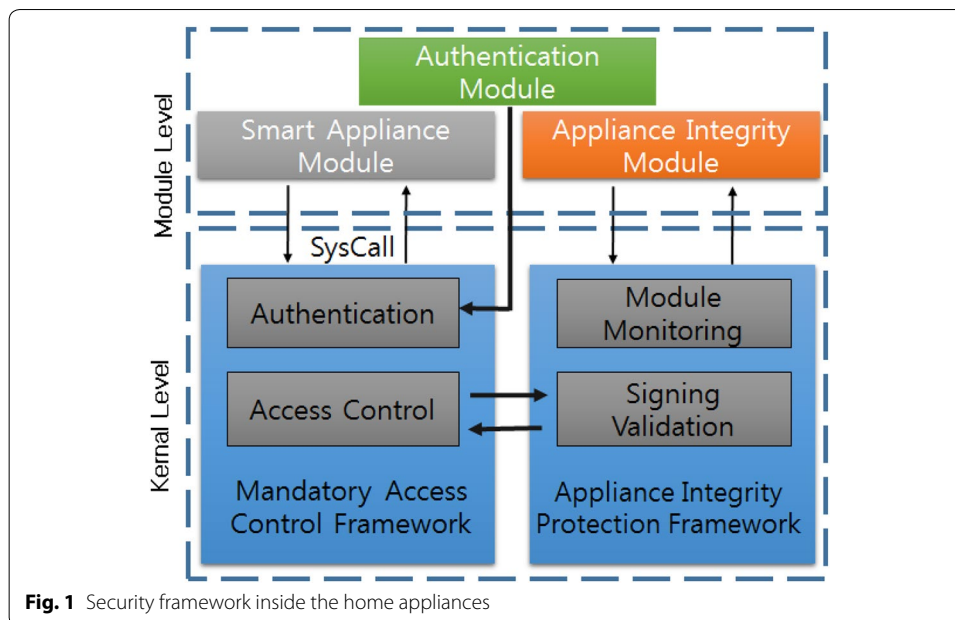 Module Level
Authentication
Module
Smart Appliance
Module
Appliance Integrity
Module
Kernal Level
SysCall
Authentication
Module
Monitoring
Access Control
Signing
Validation
Mandatory Access
Control Framework
Appliance Integrity
Protection Framework
Fig. 1 Security framework inside the home appliances